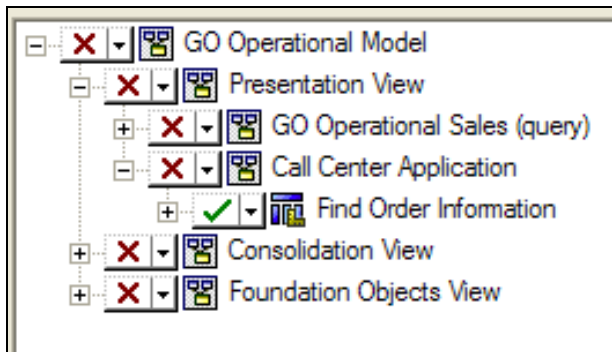 GO Operational Model
Presentation View
GO Operational Sales (query)
Call Center Application
Find Order Information
Consolidation View
Foundation Objects View